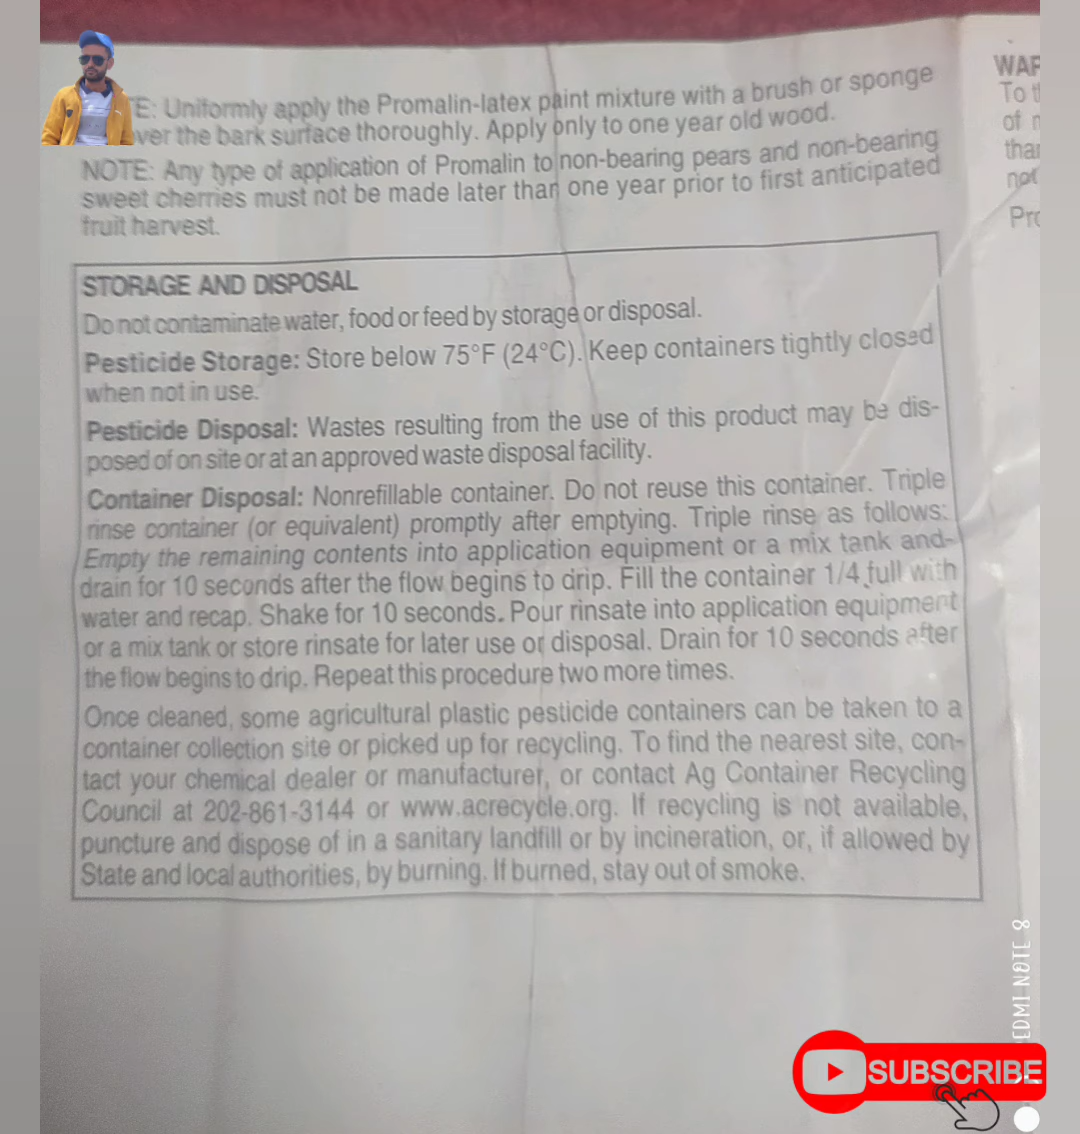 E: Uniformly apply the Promalin-latex paint mixture with a brush or sponge
ver the bark surface thoroughly. Apply only to one year old wood.
NOTE: Any type of application of Promalin to non-bearing pears and non-bearing
sweet cherries must not be made later than one year prior to first anticipated
fruit harvest.
STORAGE AND DISPOSAL
Do not contaminate water, food or feed by storage or disposal.
Pesticide Storage: Store below 75°F (24°C). Keep containers tightly closed
when not in use.
Pesticide Disposal: Wastes resulting from the use of this product may be dis-
posed of on site or at an approved waste disposal facility.
Container Disposal: Nonrefillable container. Do not reuse this container. Triple
rinse container (or equivalent) promptly after emptying. Triple rinse as follows:
Empty the remaining contents into application equipment or a mix tank and
drain for 10 seconds after the flow begins to drip. Fill the container 1/4 full with
water and recap. Shake for 10 seconds. Pour rinsate into application equipment
or a mix tank or store rinsate for later use or disposal. Drain for 10 seconds after
the flow begins to drip. Repeat this procedure two more times.
Once cleaned, some agricultural plastic pesticide containers can be taken to a
container collection site or picked up for recycling. To find the nearest site, con-
tact your chemical dealer or manufacturer, or contact Ag Container Recycling
Council at 202-861-3144 or www.acrecycle.org. If recycling is not available,
puncture and dispose of in a sanitary landfill or by incineration, or, if allowed by
State and local authorities, by burning. If burned, stay out of smoke.
WAR
To t
of
tha
not
Pro
EDMI NOTE 8
SUBSCRIBE